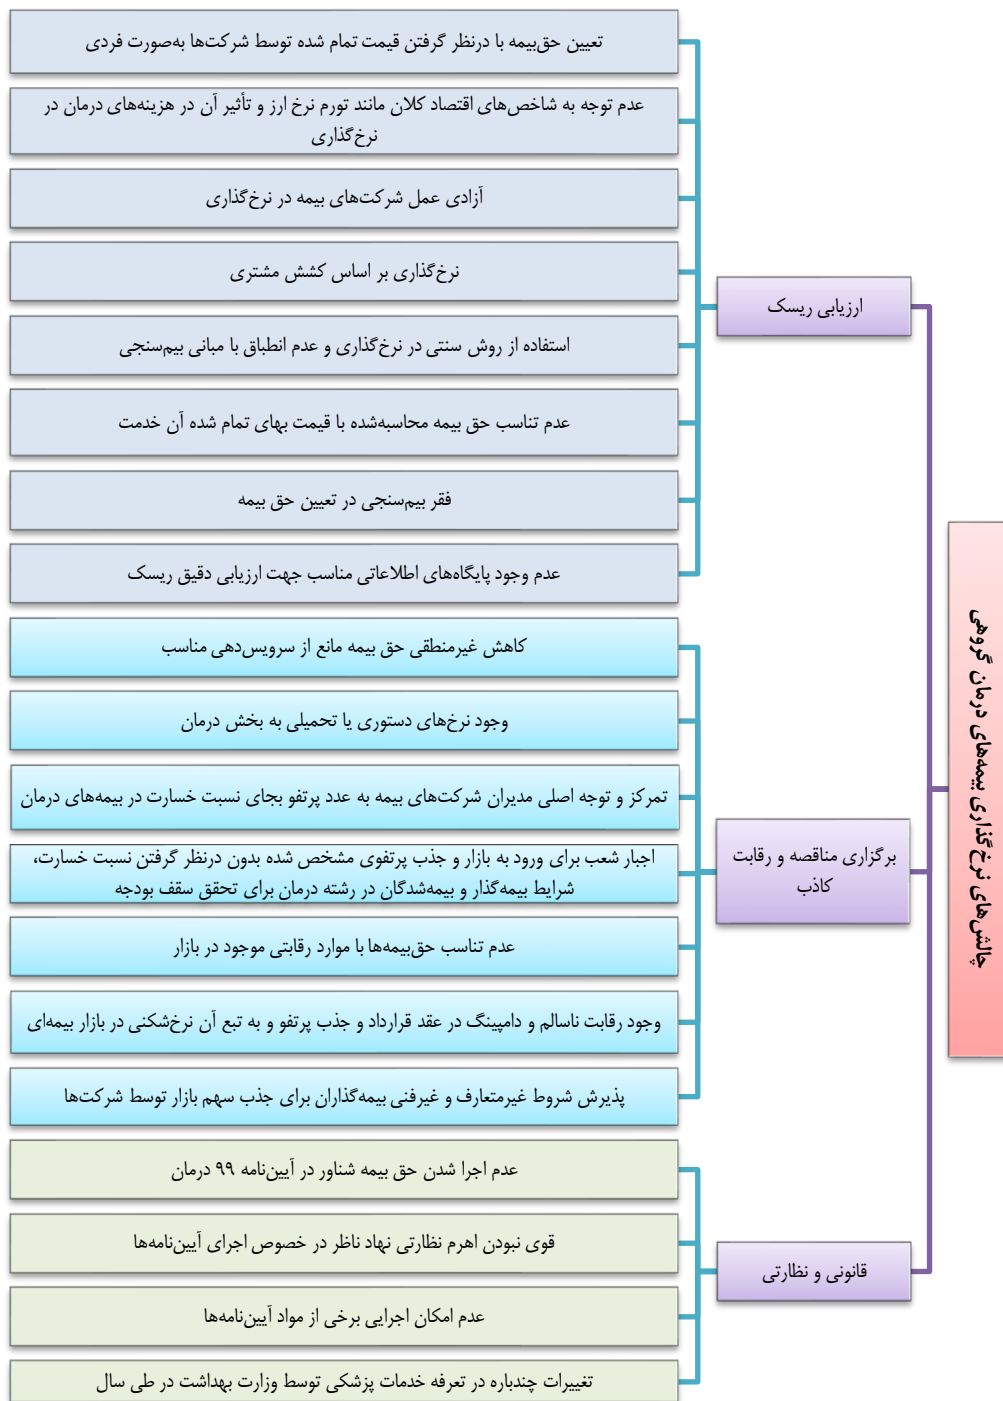 چالش‌های نرخ‌گذاری بیمه‌های درمان گروهی
ارزیابی ریسک
تعیین حق‌بیمه با درنظر گرفتن قیمت تمام شده توسط شرکت‌ها به‌صورت فردی
عدم توجه به شاخص‌های اقتصاد کلان مانند تورم نرخ ارز و تأثیر آن در هزینه‌های درمان در
نرخ‌گذاری
آزادی عمل شرکت‌های بیمه در نرخ‌گذاری
نرخ‌گذاری بر اساس کشش مشتری
استفاده از روش سنتی در نرخ‌گذاری و عدم انطباق با مبانی بیم‌سنجی
عدم تناسب حق بیمه محاسبه‌شده با قیمت بهای تمام شده آن خدمت
فقر بیم‌سنجی در تعیین حق بیمه
عدم وجود پایگاه‌های اطلاعاتی مناسب جهت ارزیابی دقیق ریسک
برگزاری مناقصه و رقابت
کاذب
کاهش غیرمنطقی حق بیمه مانع از سرویس‌دهی مناسب
وجود نرخ‌های دستوری یا تحمیلی به بخش درمان
تمرکز و توجه اصلی مدیران شرکت‌های بیمه به عدد پرتفو بجای نسبت خسارت در بیمه‌های درمان
اجبار شعب برای ورود به بازار و جذب پرتفوی مشخص شده بدون درنظر گرفتن نسبت خسارت،
شرایط بیمه‌گذار و بیمه‌شدگان در رشته درمان برای تحقق سقف بودجه
عدم تناسب حق‌بیمه‌ها با موارد رقابتی موجود در بازار
وجود رقابت ناسالم و دامپینگ در عقد قرارداد و جذب پرتفو و به تبع آن نرخ‌شکنی در بازار بیمه‌ای
پذیرش شروط غیرمتعارف و غیرفنی بیمه‌گذاران برای جذب سهم بازار توسط شرکت‌ها
قانونی و نظارتی
عدم اجرا شدن حق بیمه شناور در آیین‌نامه ۹۹ درمان
قوی نبودن اهرم نظارتی نهاد ناظر در خصوص اجرای آیین‌نامه‌ها
عدم امکان اجرایی برخی از مواد آیین‌نامه‌ها
تغییرات چندباره در تعرفه خدمات پزشکی توسط وزارت بهداشت در طی سال